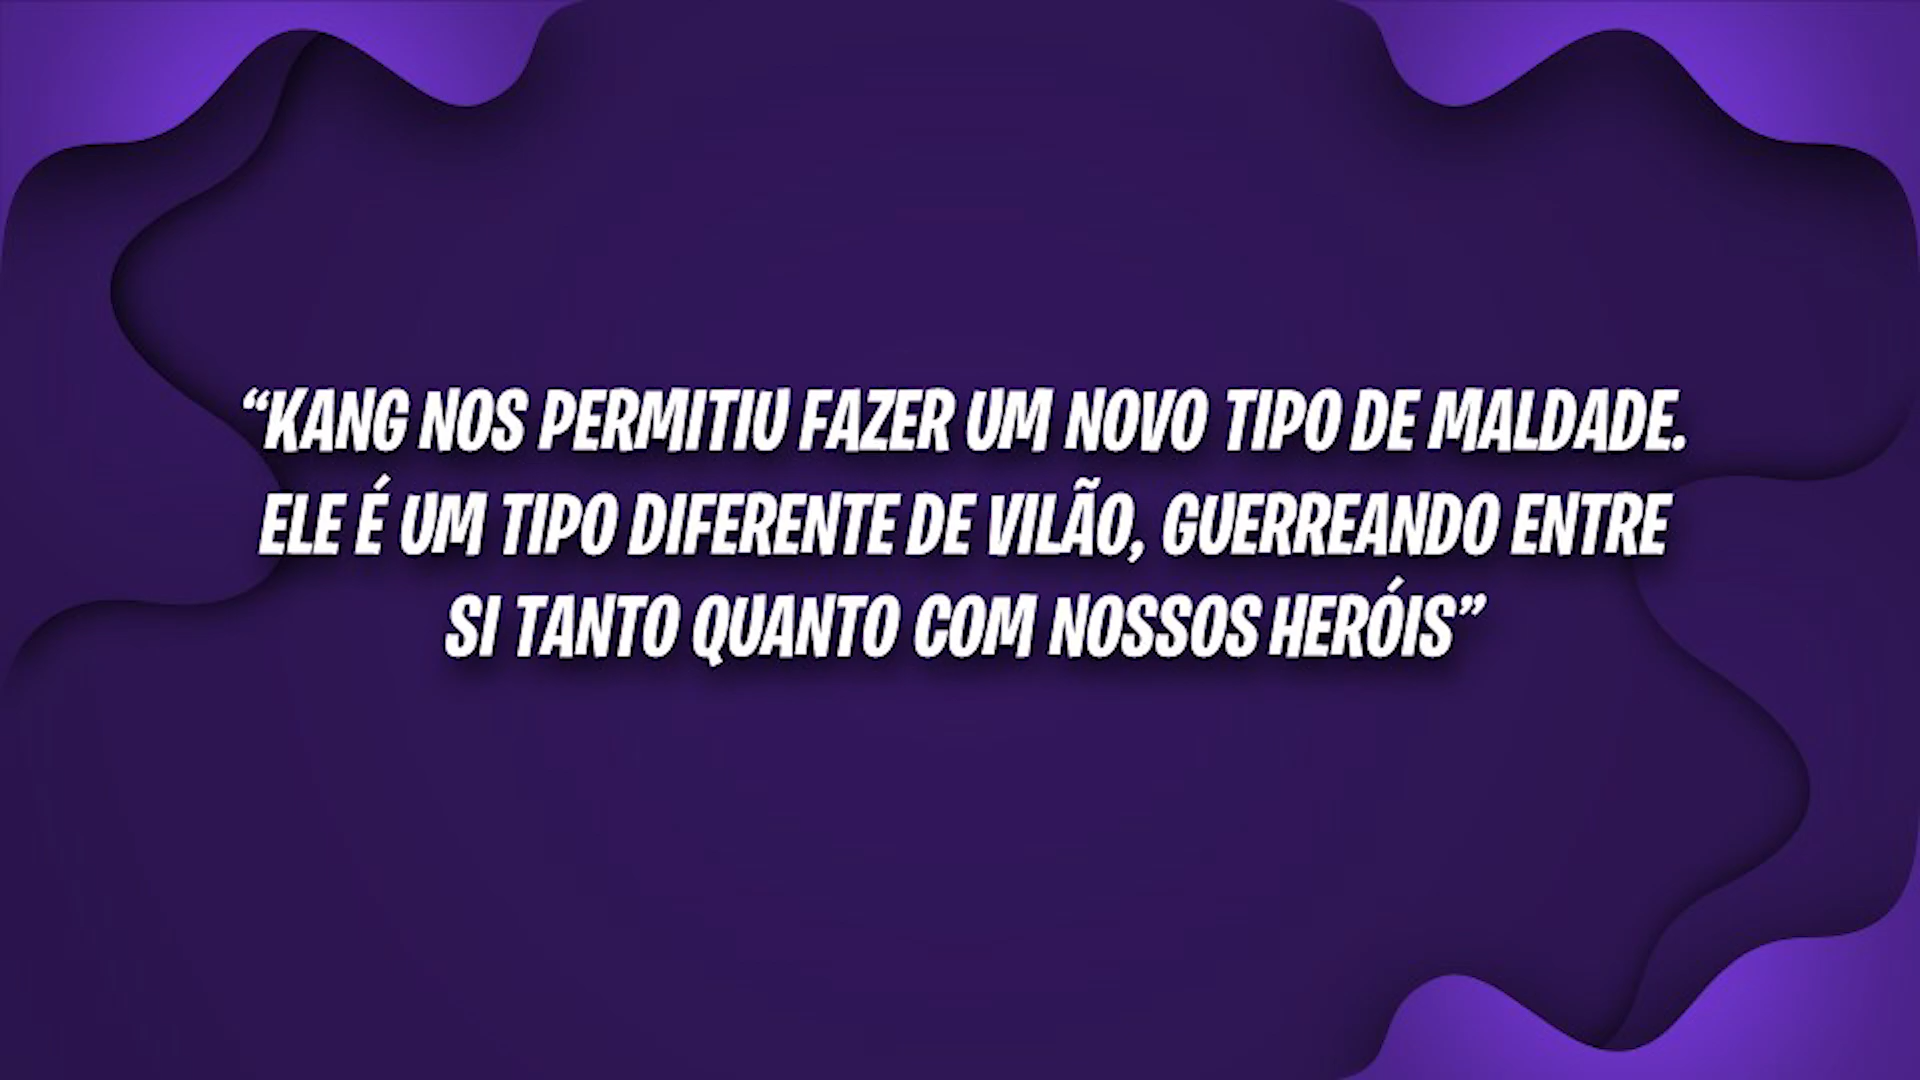 “KANG NOS PERMITIU FAZER UM NOVO TIPO DE MALDADE.
ELE É UM TIPO DIFERENTE DE VILÃO, GUERREANDO ENTRE
SI TANTO QUANTO COM NOSSOS HERÓIS”